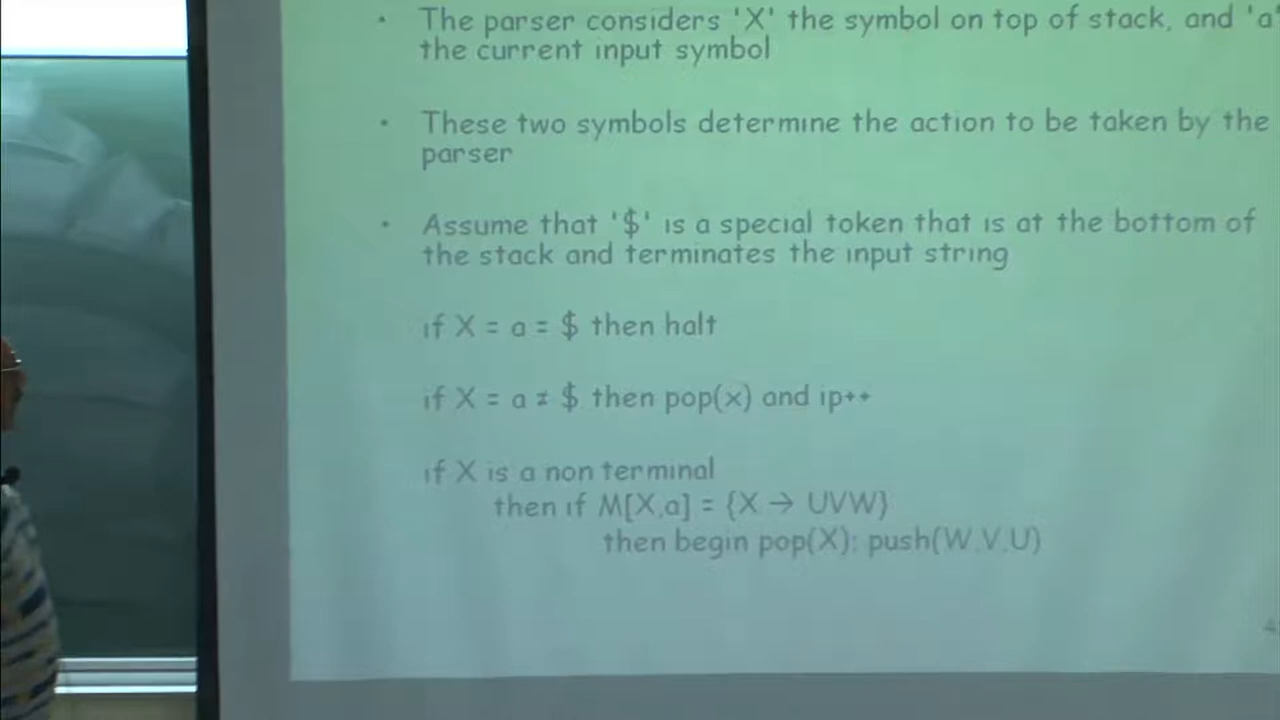 • The parser considers 'X' the symbol on top of stack, and 'a'
the current input symbol
• These two symbols determine the action to be taken by the
parser
• Assume that '$' is a special token that is at the bottom of
the stack and terminates the input string
if X = a = $ then halt
if X = a ≠ $ then pop(x) and ip++
if X is a non terminal
then if M[X,a] = {X → UVW}
then begin pop(X); push(W,V,U)